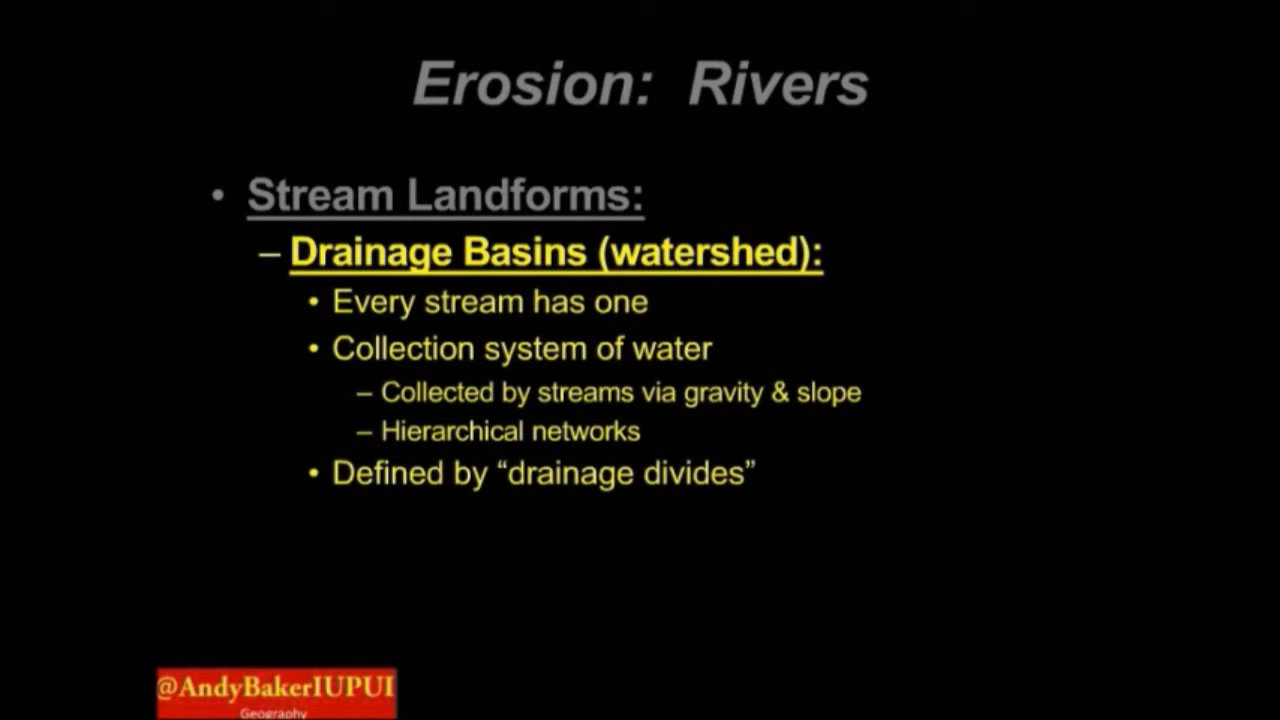 Erosion: Rivers
• Stream Landforms:
– Drainage Basins (watershed):
• Every stream has one
• Collection system of water
– Collected by streams via gravity & slope
– Hierarchical networks
• Defined by “drainage divides”
@AndyBakerIUPUI
Geography